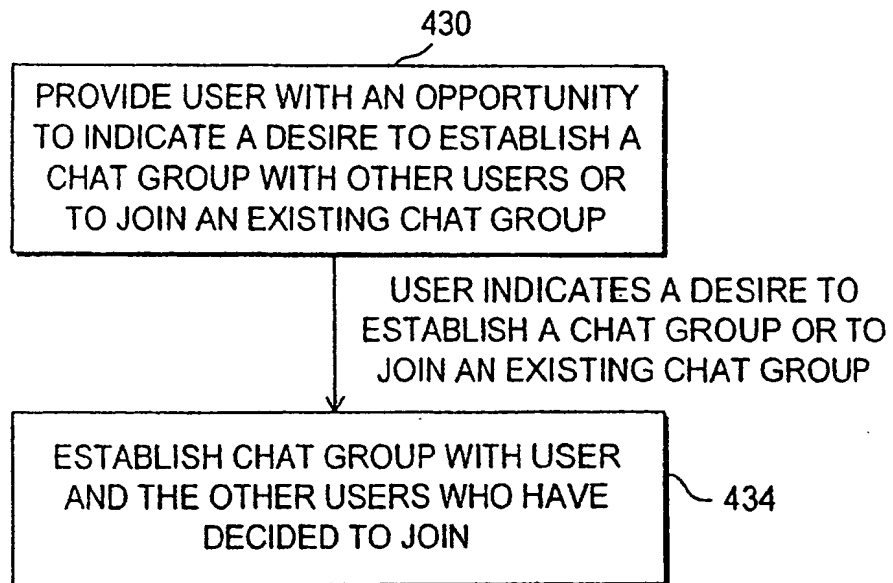 430
PROVIDE USER WITH AN OPPORTUNITY
TO INDICATE A DESIRE TO ESTABLISH A
CHAT GROUP WITH OTHER USERS OR
TO JOIN AN EXISTING CHAT GROUP
USER INDICATES A DESIRE TO
ESTABLISH A CHAT GROUP OR TO
JOIN AN EXISTING CHAT GROUP
ESTABLISH CHAT GROUP WITH USER
AND THE OTHER USERS WHO HAVE
DECIDED TO JOIN
434